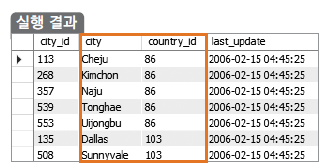 실행 결과
city_id city country_id last_update
113 Cheju 86 2006-02-15 04:45:25
268 Kimchon 86 2006-02-15 04:45:25
357 Naju 86 2006-02-15 04:45:25
539 Tonghae 86 2006-02-15 04:45:25
553 Uijongbu 86 2006-02-15 04:45:25
135 Dallas 103 2006-02-15 04:45:25
508 Sunnyvale 103 2006-02-15 04:45:25